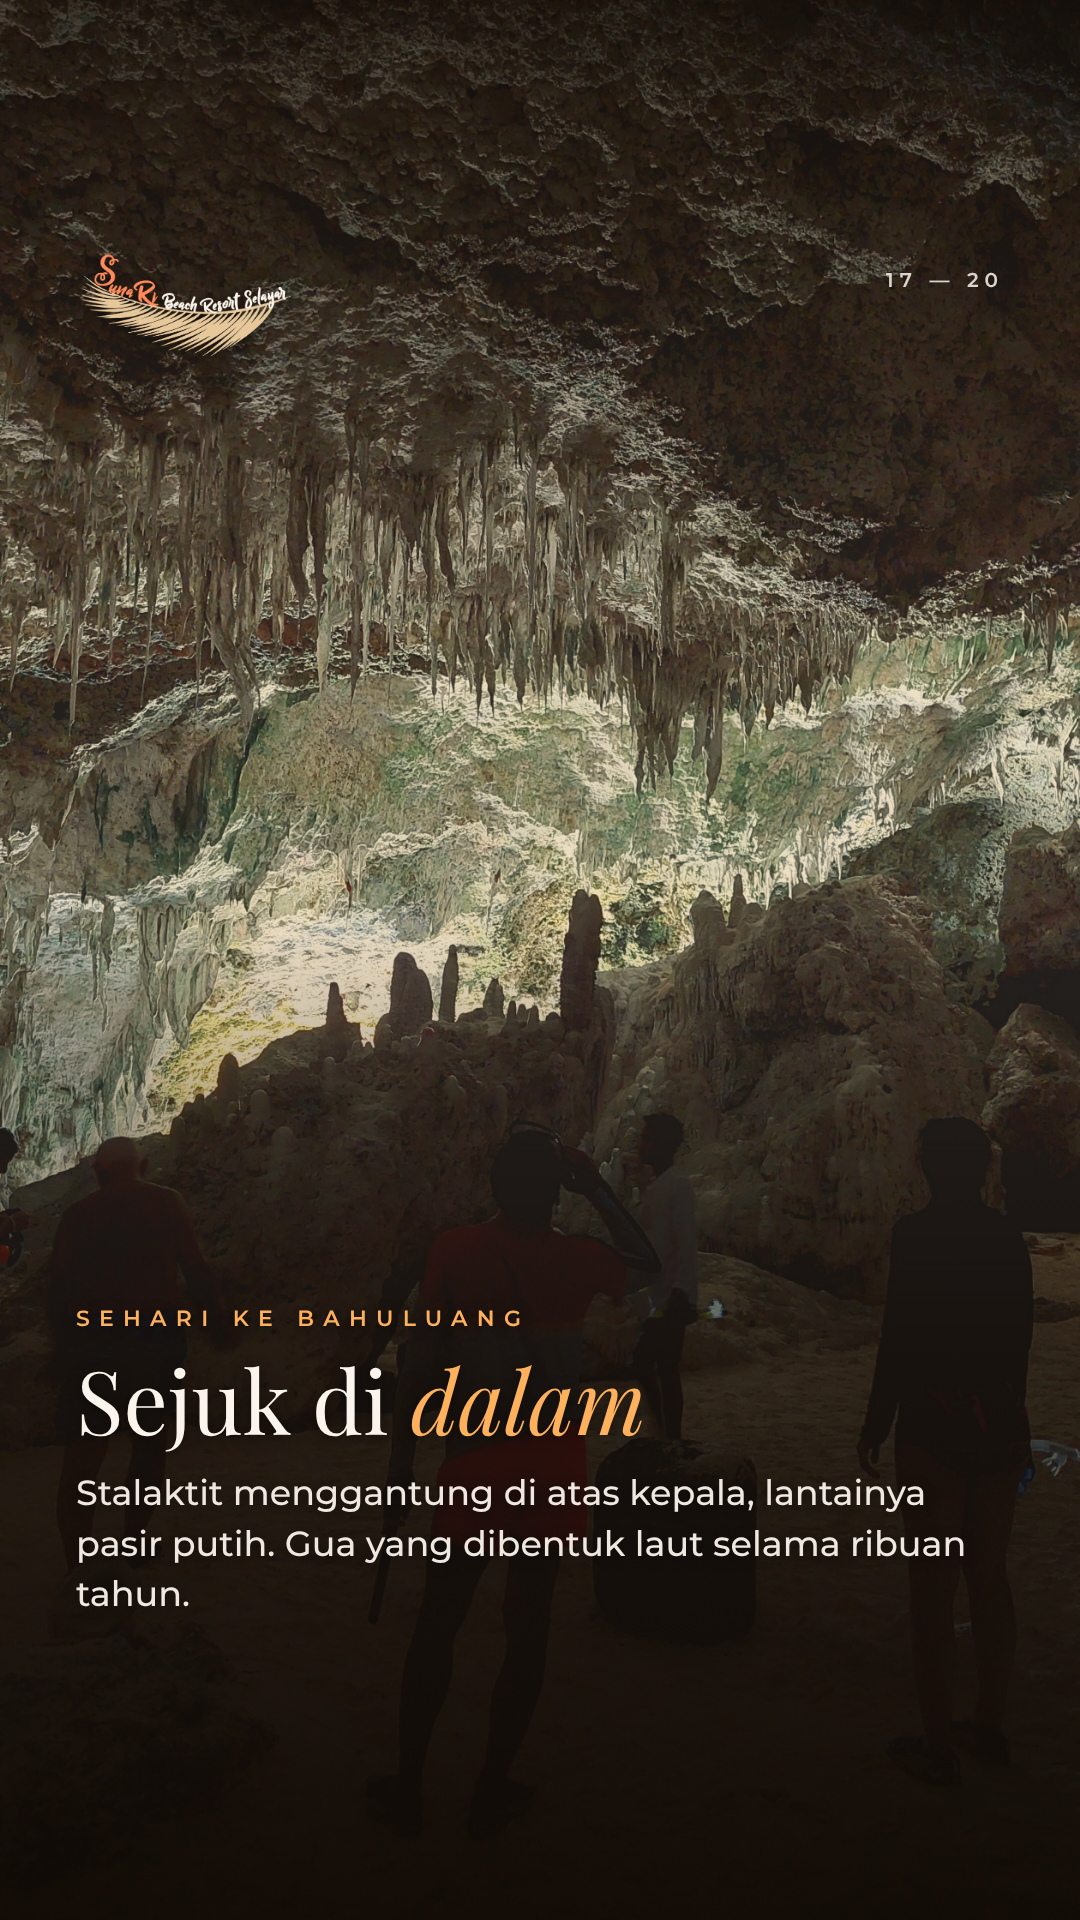 SunaRi Beach Resort Selayar
17 — 20
SEHARI KE BAHULUANG
Sejuk di dalam
Stalaktit menggantung di atas kepala, lantainya
pasir putih. Gua yang dibentuk laut selama ribuan
tahun.